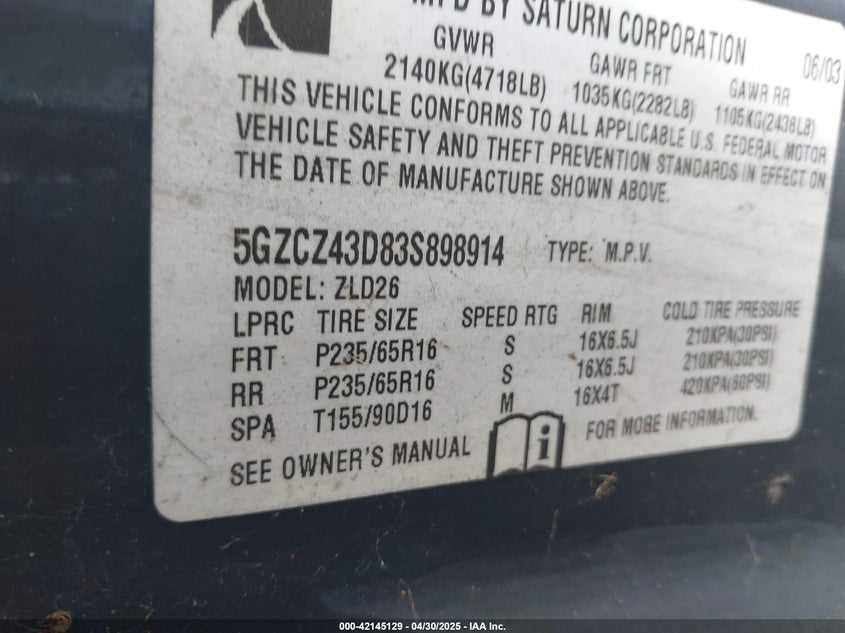 MFD BY SATURN CORPORATION 06/03
GVWR GAWR FRT GAWR RR
2140KG(4718LB) 1035KG(2282LB) 1105KG(2436LB)
THIS VEHICLE CONFORMS TO ALL APPLICABLE U.S. FEDERAL MOTOR
VEHICLE SAFETY AND THEFT PREVENTION STANDARDS IN EFFECT ON
THE DATE OF MANUFACTURE SHOWN ABOVE.
5GZCZ43D83S898914 TYPE: M.P.V.
MODEL: ZLD26
LPRC TIRE SIZE SPEED RTG RIM COLD TIRE PRESSURE
FRT P235/65R16 S 16X6.5J 210KPA(30PSI)
RR P235/65R16 S 16X6.5J 210KPA(30PSI)
SPA T155/90D16 M 16X4T 420KPA(60PSI)
SEE OWNER'S MANUAL i FOR MORE INFORMATION.
000-42145129 - 04/30/2025 - IAA Inc.